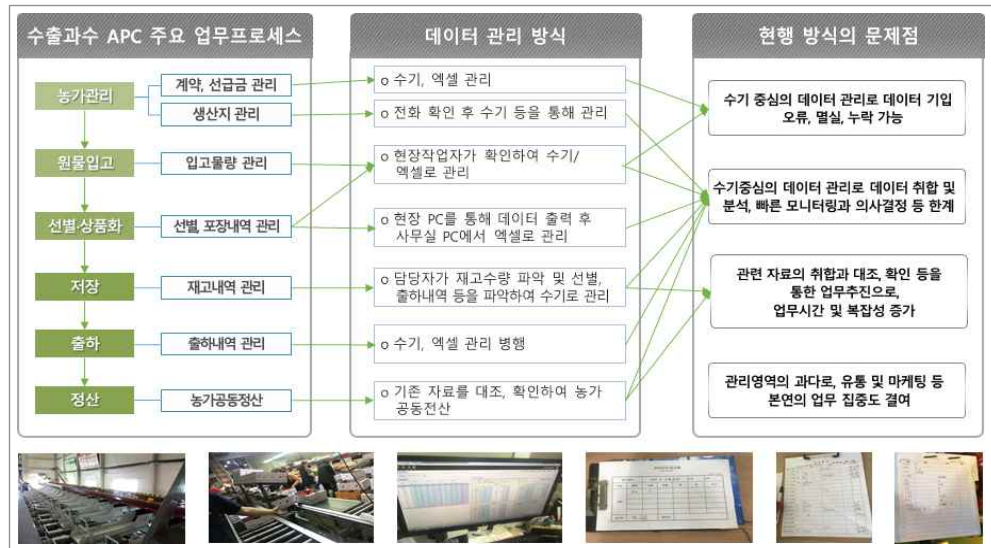 수출과수 APC 주요 업무프로세스
농가관리
계약, 선급금 관리
생산지 관리
원물입고
입고물량 관리
선별·상품화
선별, 포장내역 관리
저장
재고내역 관리
출하
출하내역 관리
정산
농가공동정산
데이터 관리 방식
o 수기, 엑셀 관리
o 전화 확인 후 수기 등을 통해 관리
o 현장작업자가 확인하여 수기/
엑셀로 관리
o 현장 PC를 통해 데이터 출력 후
사무실 PC에서 엑셀로 관리
o 담당자가 재고수량 파악 및 선별,
출하내역 등을 파악하여 수기로 관리
o 수기, 엑셀 관리 병행
o 기존 자료를 대조, 확인하여 농가
공동전산
현행 방식의 문제점
수기 중심의 데이터 관리로 데이터 기입
오류, 멸실, 누락 가능
수기중심의 데이터 관리로 데이터 취합 및
분석, 빠른 모니터링과 의사결정 등 한계
관련 자료의 취합과 대조, 확인 등을
통한 업무추진으로,
업무시간 및 복잡성 증가
관리영역의 과다로, 유통 및 마케팅 등
본연의 업무 집중도 결여